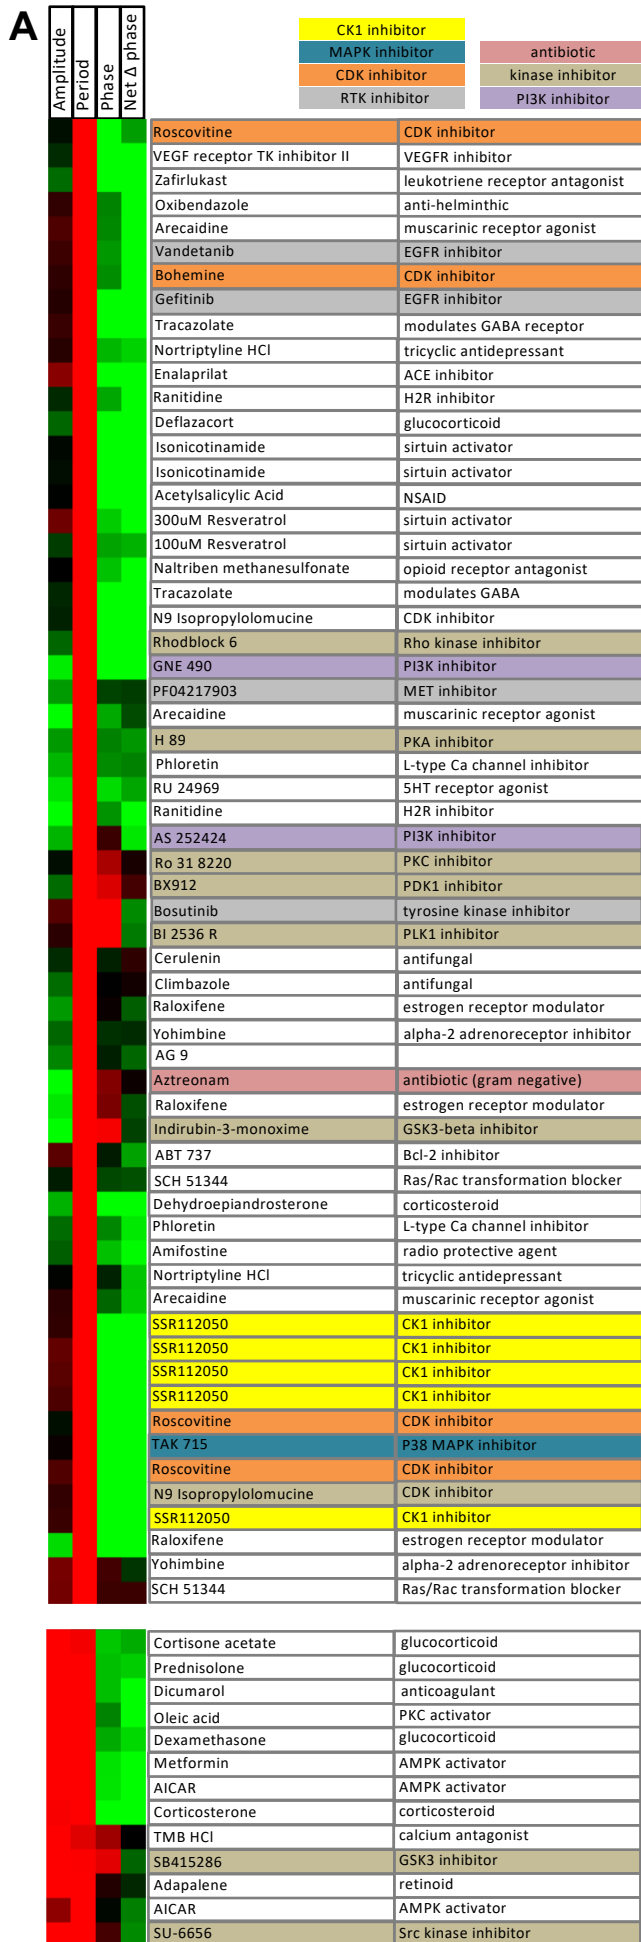 A
Amplitude
Period
Phase
Net Δ phase
CK1 inhibitor
MAPK inhibitor
antibiotic
CDK inhibitor
kinase inhibitor
RTK inhibitor
PI3K inhibitor
Roscovitine CDK inhibitor
VEGF receptor TK inhibitor II VEGFR inhibitor
Zafirlukast leukotriene receptor antagonist
Oxibendazole anti-helminthic
Arecaidine muscarinic receptor agonist
Vandetanib EGFR inhibitor
Bohemine CDK inhibitor
Gefitinib EGFR inhibitor
Tracazolate modulates GABA receptor
Nortriptyline HCl tricyclic antidepressant
Enalaprilat ACE inhibitor
Ranitidine H2R inhibitor
Deflazacort glucocorticoid
Isonicotinamide sirtuin activator
Isonicotinamide sirtuin activator
Acetylsalicylic Acid NSAID
300uM Resveratrol sirtuin activator
100uM Resveratrol sirtuin activator
Naltriben methanesulfonate opioid receptor antagonist
Tracazolate modulates GABA
N9 Isopropylolomucine CDK inhibitor
Rhodblock 6 Rho kinase inhibitor
GNE 490 PI3K inhibitor
PF04217903 MET inhibitor
Arecaidine muscarinic receptor agonist
H 89 PKA inhibitor
Phloretin L-type Ca channel inhibitor
RU 24969 5HT receptor agonist
Ranitidine H2R inhibitor
AS 252424 PI3K inhibitor
Ro 31 8220 PKC inhibitor
BX912 PDK1 inhibitor
Bosutinib tyrosine kinase inhibitor
BI 2536 R PLK1 inhibitor
Cerulenin antifungal
Climbazole antifungal
Raloxifene estrogen receptor modulator
Yohimbine alpha-2 adrenoreceptor inhibitor
AG 9
Aztreonam antibiotic (gram negative)
Raloxifene estrogen receptor modulator
Indirubin-3-monoxime GSK3-beta inhibitor
ABT 737 Bcl-2 inhibitor
SCH 51344 Ras/Rac transformation blocker
Dehydroepiandrosterone corticosteroid
Phloretin L-type Ca channel inhibitor
Amifostine radio protective agent
Nortriptyline HCl tricyclic antidepressant
Arecaidine muscarinic receptor agonist
SSR112050 CK1 inhibitor
SSR112050 CK1 inhibitor
SSR112050 CK1 inhibitor
SSR112050 CK1 inhibitor
Roscovitine CDK inhibitor
TAK 715 P38 MAPK inhibitor
Roscovitine CDK inhibitor
N9 Isopropylolomucine CDK inhibitor
SSR112050 CK1 inhibitor
Raloxifene estrogen receptor modulator
Yohimbine alpha-2 adrenoreceptor inhibitor
SCH 51344 Ras/Rac transformation blocker
Cortisone acetate glucocorticoid
Prednisolone glucocorticoid
Dicumarol anticoagulant
Oleic acid PKC activator
Dexamethasone glucocorticoid
Metformin AMPK activator
AICAR AMPK activator
Corticosterone corticosteroid
TMB HCl calcium antagonist
SB415286 GSK3 inhibitor
Adapalene retinoid
AICAR AMPK activator
SU-6656 Src kinase inhibitor